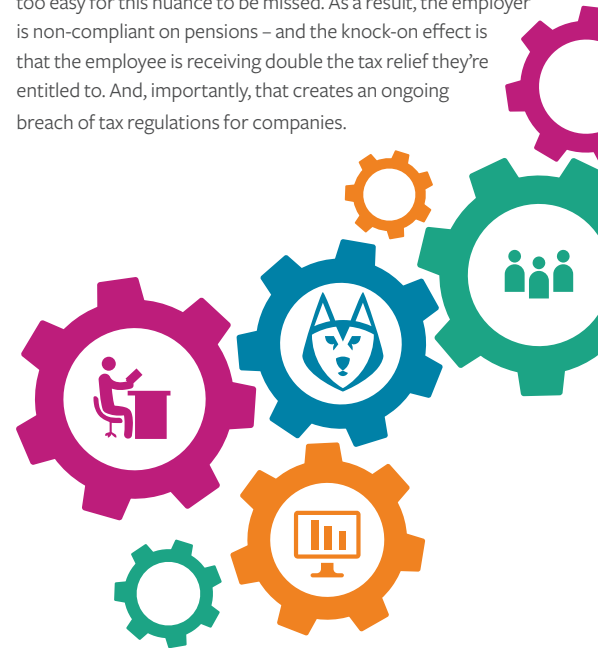 too easy for this nuance to be missed. As a result, the employer
is non-compliant on pensions – and the knock-on effect is
that the employee is receiving double the tax relief they’re
entitled to. And, importantly, that creates an ongoing
breach of tax regulations for companies.